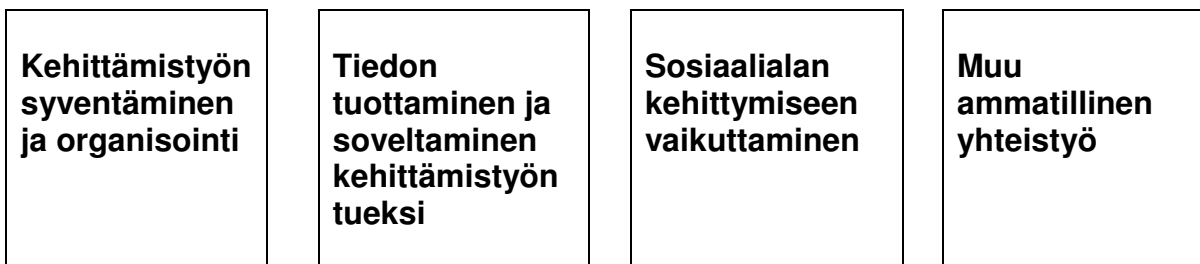 Kehittämistyön
syventäminen
ja organisointi
Tiedon
tuottaminen ja
soveltaminen
kehittämistyön
tueksi
Sosiaalialan
kehittymiseen
vaikuttaminen
Muu
ammatillinen
yhteistyö